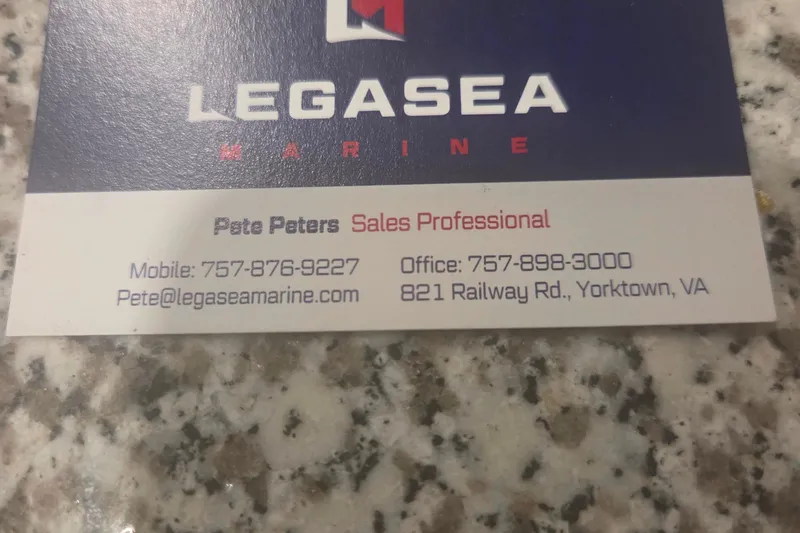 LEGASEA
MARINE
Pete Peters Sales Professional
Mobile: 757-876-9227 Office: 757-898-3000
Pete@legaseamarine.com 821 Railway Rd., Yorktown, VA